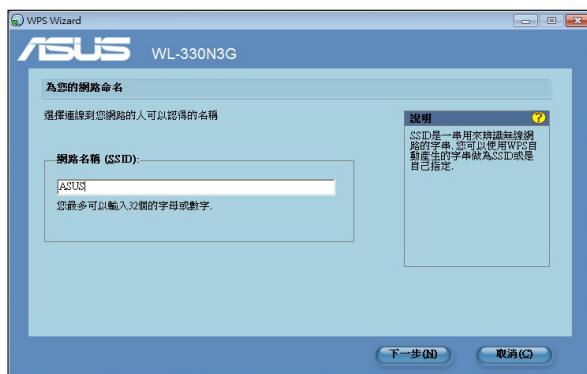 WPS Wizard
ASUS WL-330N3G
為您的網路命名
選擇連線到您網路的人可以認得的名稱
網路名稱 (SSID):
ASUS
您最多可以輸入32個的字母或數字.
說明 ?
SSID是一串用來辨識無線網
路的字串, 您可以使用WPS自
動產生的字串做為SSID或是
自己指定.
下一步(N) 取消(C)